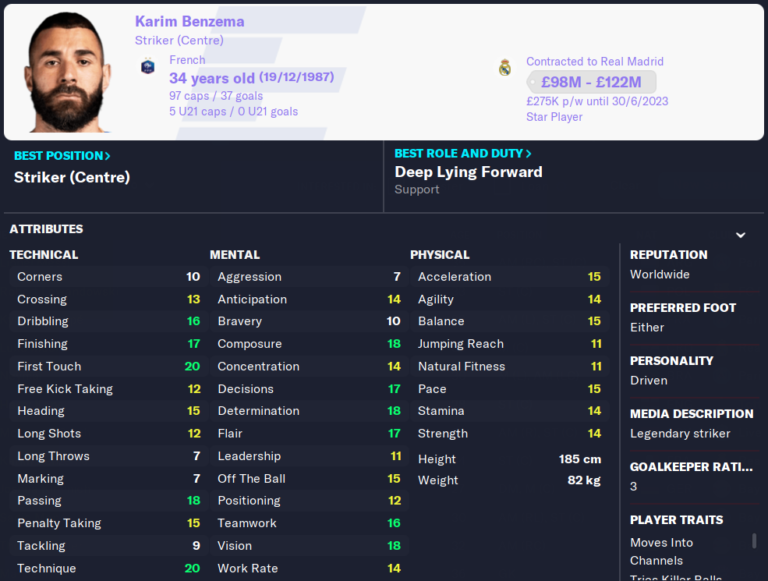 Karim Benzema
Striker (Centre)
French
34 years old (19/12/1987)
97 caps / 37 goals
5 U21 caps / 0 U21 goals
Contracted to Real Madrid
£98M - £122M
£275K p/w until 30/6/2023
Star Player
BEST POSITION>
Striker (Centre)
BEST ROLE AND DUTY >
Deep Lying Forward
Support
ATTRIBUTES
TECHNICAL
Corners 10
Crossing 13
Dribbling 16
Finishing 17
First Touch 20
Free Kick Taking 12
Heading 15
Long Shots 12
Long Throws 7
Marking 7
Passing 18
Penalty Taking 15
Tackling 9
Technique 20
MENTAL
Aggression 7
Anticipation 14
Bravery 10
Composure 18
Concentration 14
Decisions 17
Determination 18
Flair 17
Leadership 11
Off The Ball 15
Positioning 12
Teamwork 16
Vision 18
Work Rate 14
PHYSICAL
Acceleration 15
Agility 14
Balance 15
Jumping Reach 11
Natural Fitness 11
Pace 15
Stamina 14
Strength 14
Height 185 cm
Weight 82 kg
REPUTATION
Worldwide
PREFERRED FOOT
Either
PERSONALITY
Driven
MEDIA DESCRIPTION
Legendary striker
GOALKEEPER RATI...
3
PLAYER TRAITS
Moves Into
Channels
Tries Killer Balls